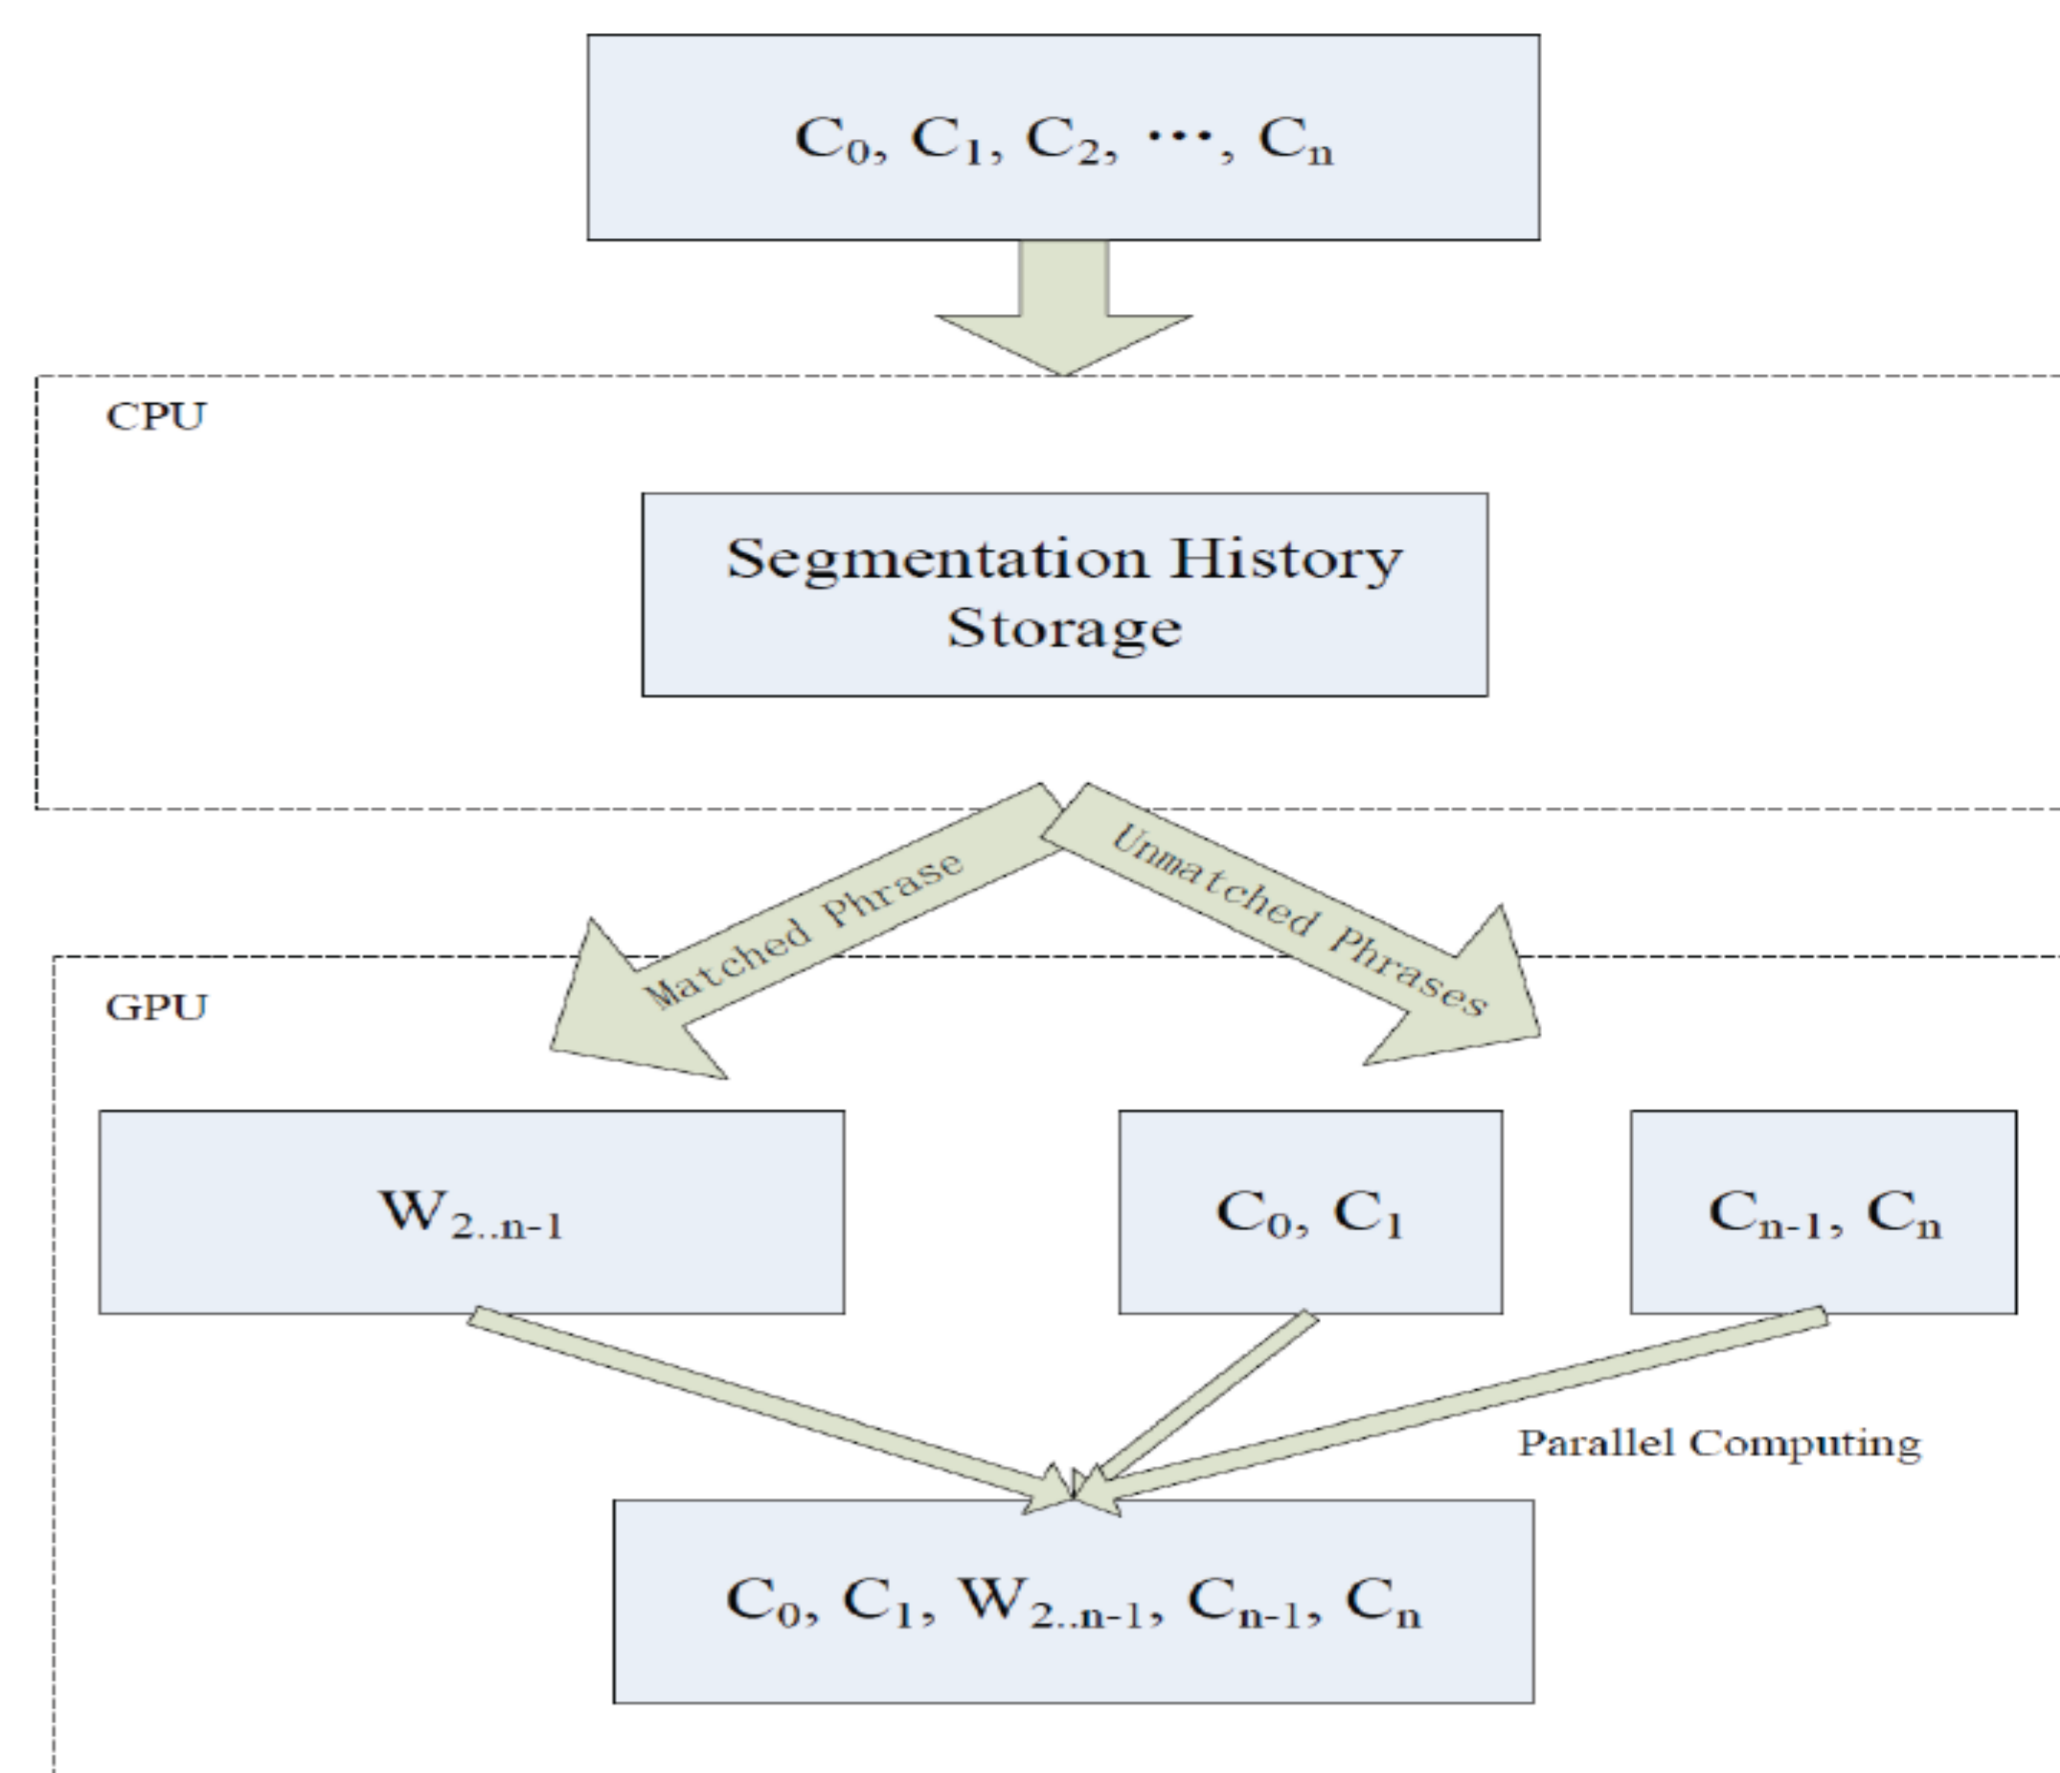 C₀, C₁, C₂, ···, Cₙ
CPU
Segmentation History
Storage
Matched Phrase
Unmatched Phrases
GPU
W₂..ₙ₋₁
C₀, C₁
Cₙ₋₁, Cₙ
Parallel Computing
C₀, C₁, W₂..ₙ₋₁, Cₙ₋₁, Cₙ